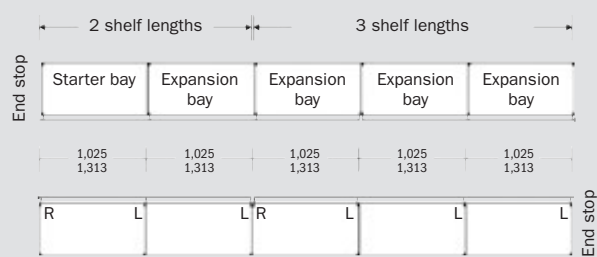 2 shelf lengths 3 shelf lengths
End stop
Starter bay Expansion bay Expansion bay Expansion bay Expansion bay
1,025 1,025 1,025 1,025 1,025
1,313 1,313 1,313 1,313 1,313
R L L R L L L
End stop